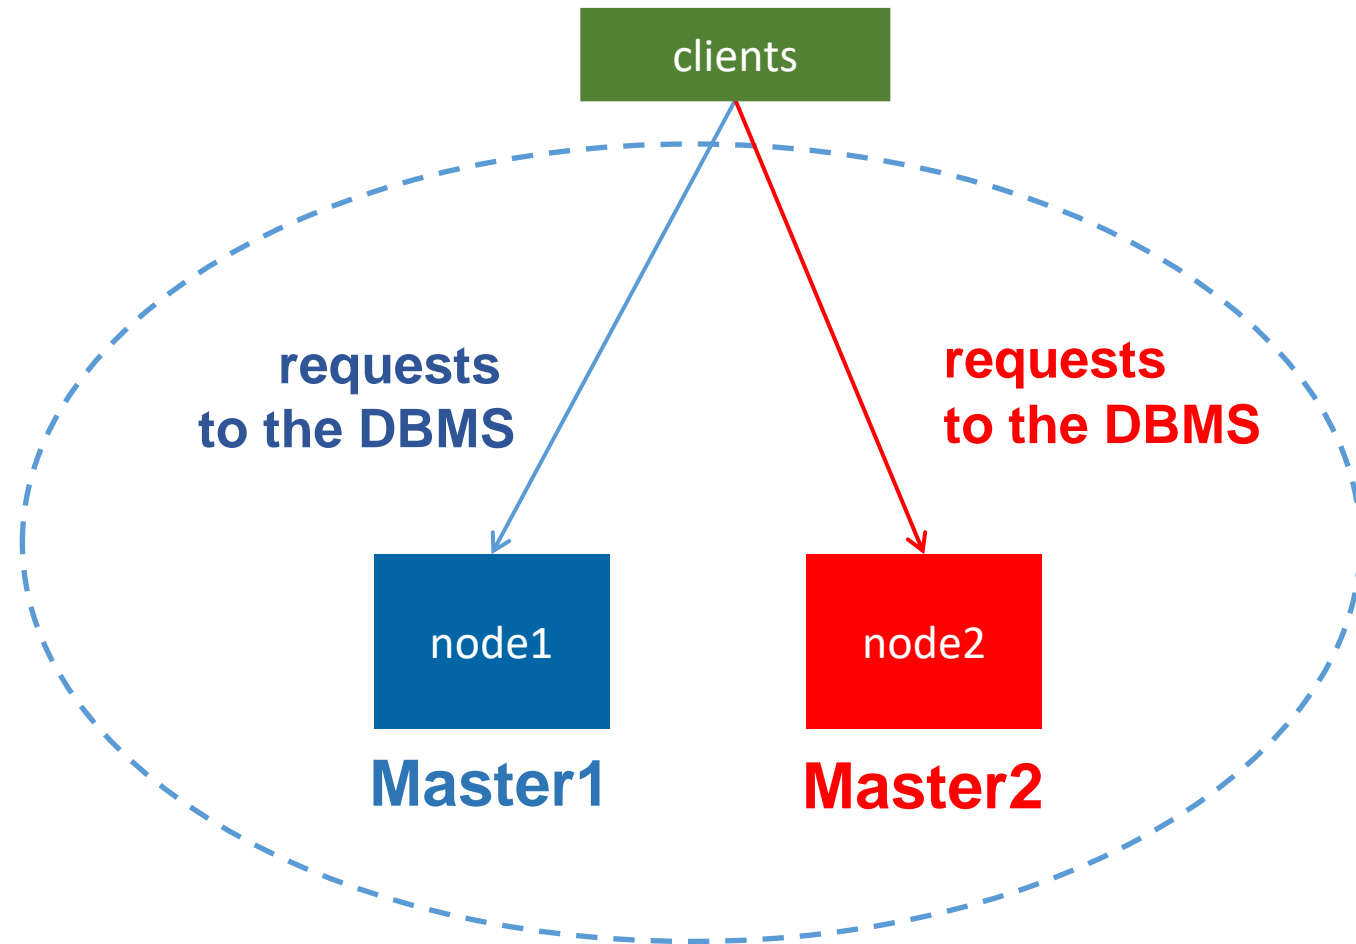 clients
requests
to the DBMS
requests
to the DBMS
node1
node2
Master1
Master2